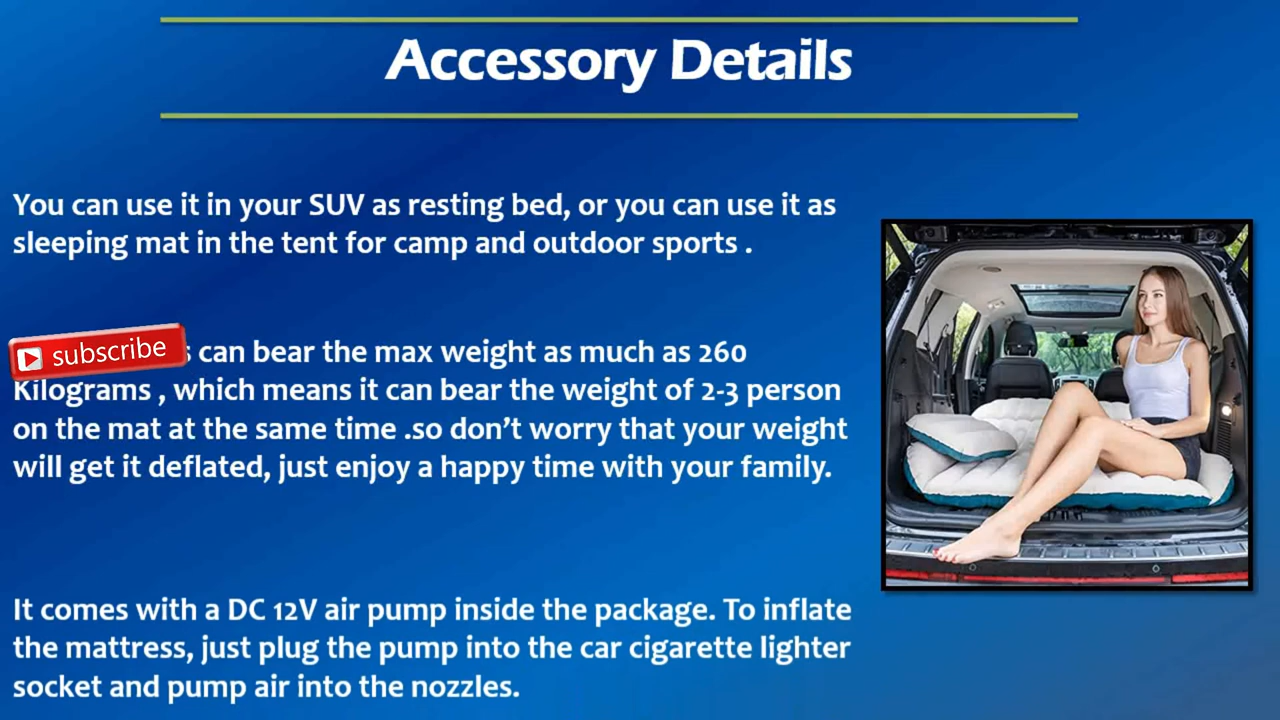 Accessory Details
You can use it in your SUV as resting bed, or you can use it as
sleeping mat in the tent for camp and outdoor sports .
subscribe
can bear the max weight as much as 260
Kilograms , which means it can bear the weight of 2-3 person
on the mat at the same time .so don't worry that your weight
will get it deflated, just enjoy a happy time with your family.
It comes with a DC 12V air pump inside the package. To inflate
the mattress, just plug the pump into the car cigarette lighter
socket and pump air into the nozzles.